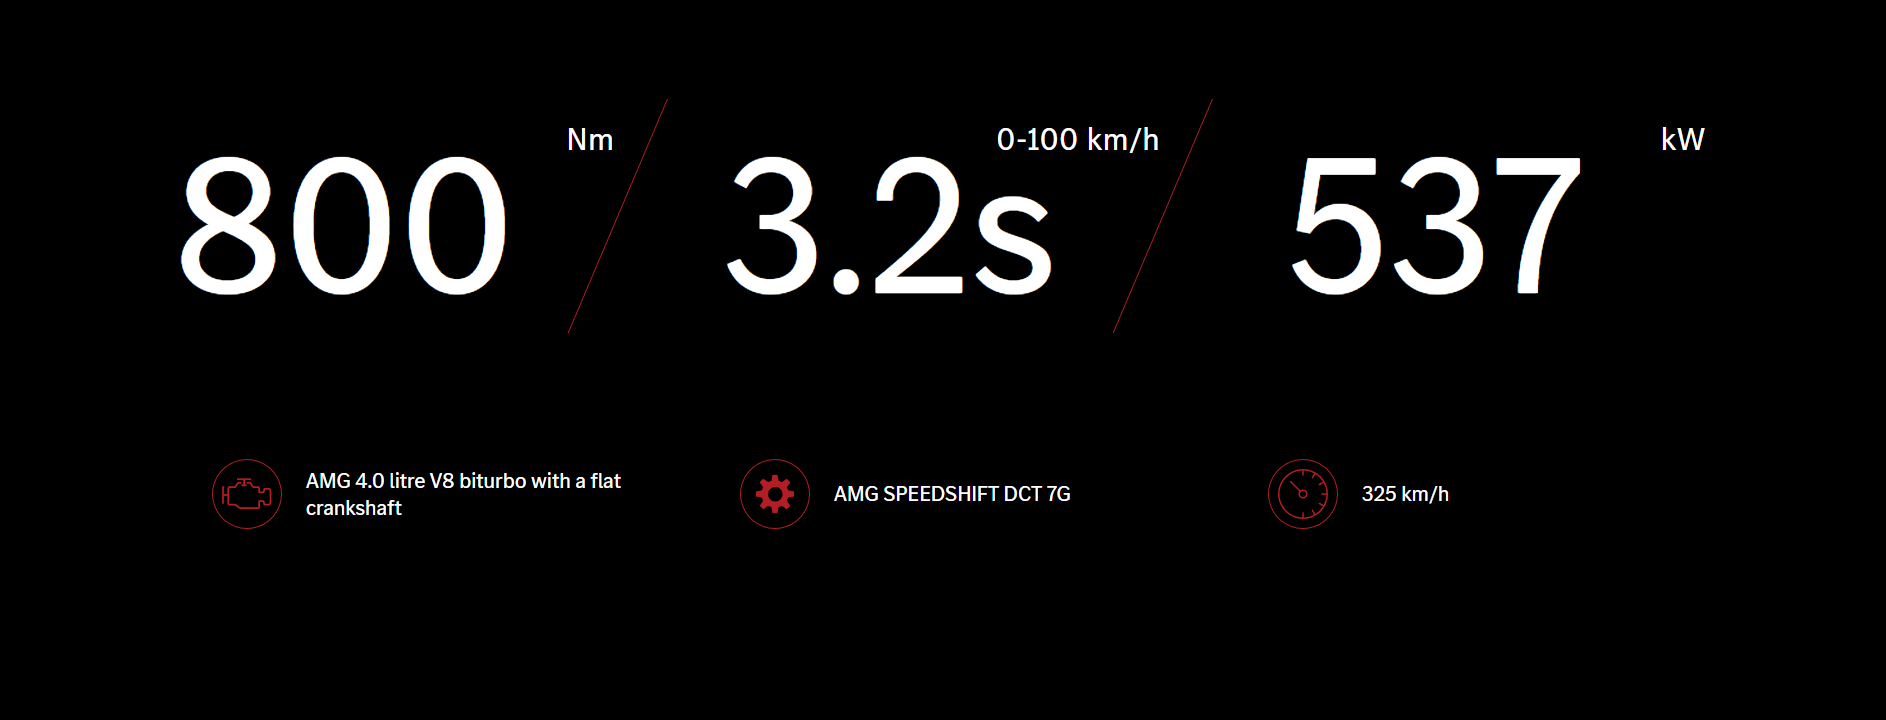 800 Nm
3.2s 0-100 km/h
537 kW
AMG 4.0 litre V8 biturbo with a flat
crankshaft
AMG SPEEDSHIFT DCT 7G
325 km/h